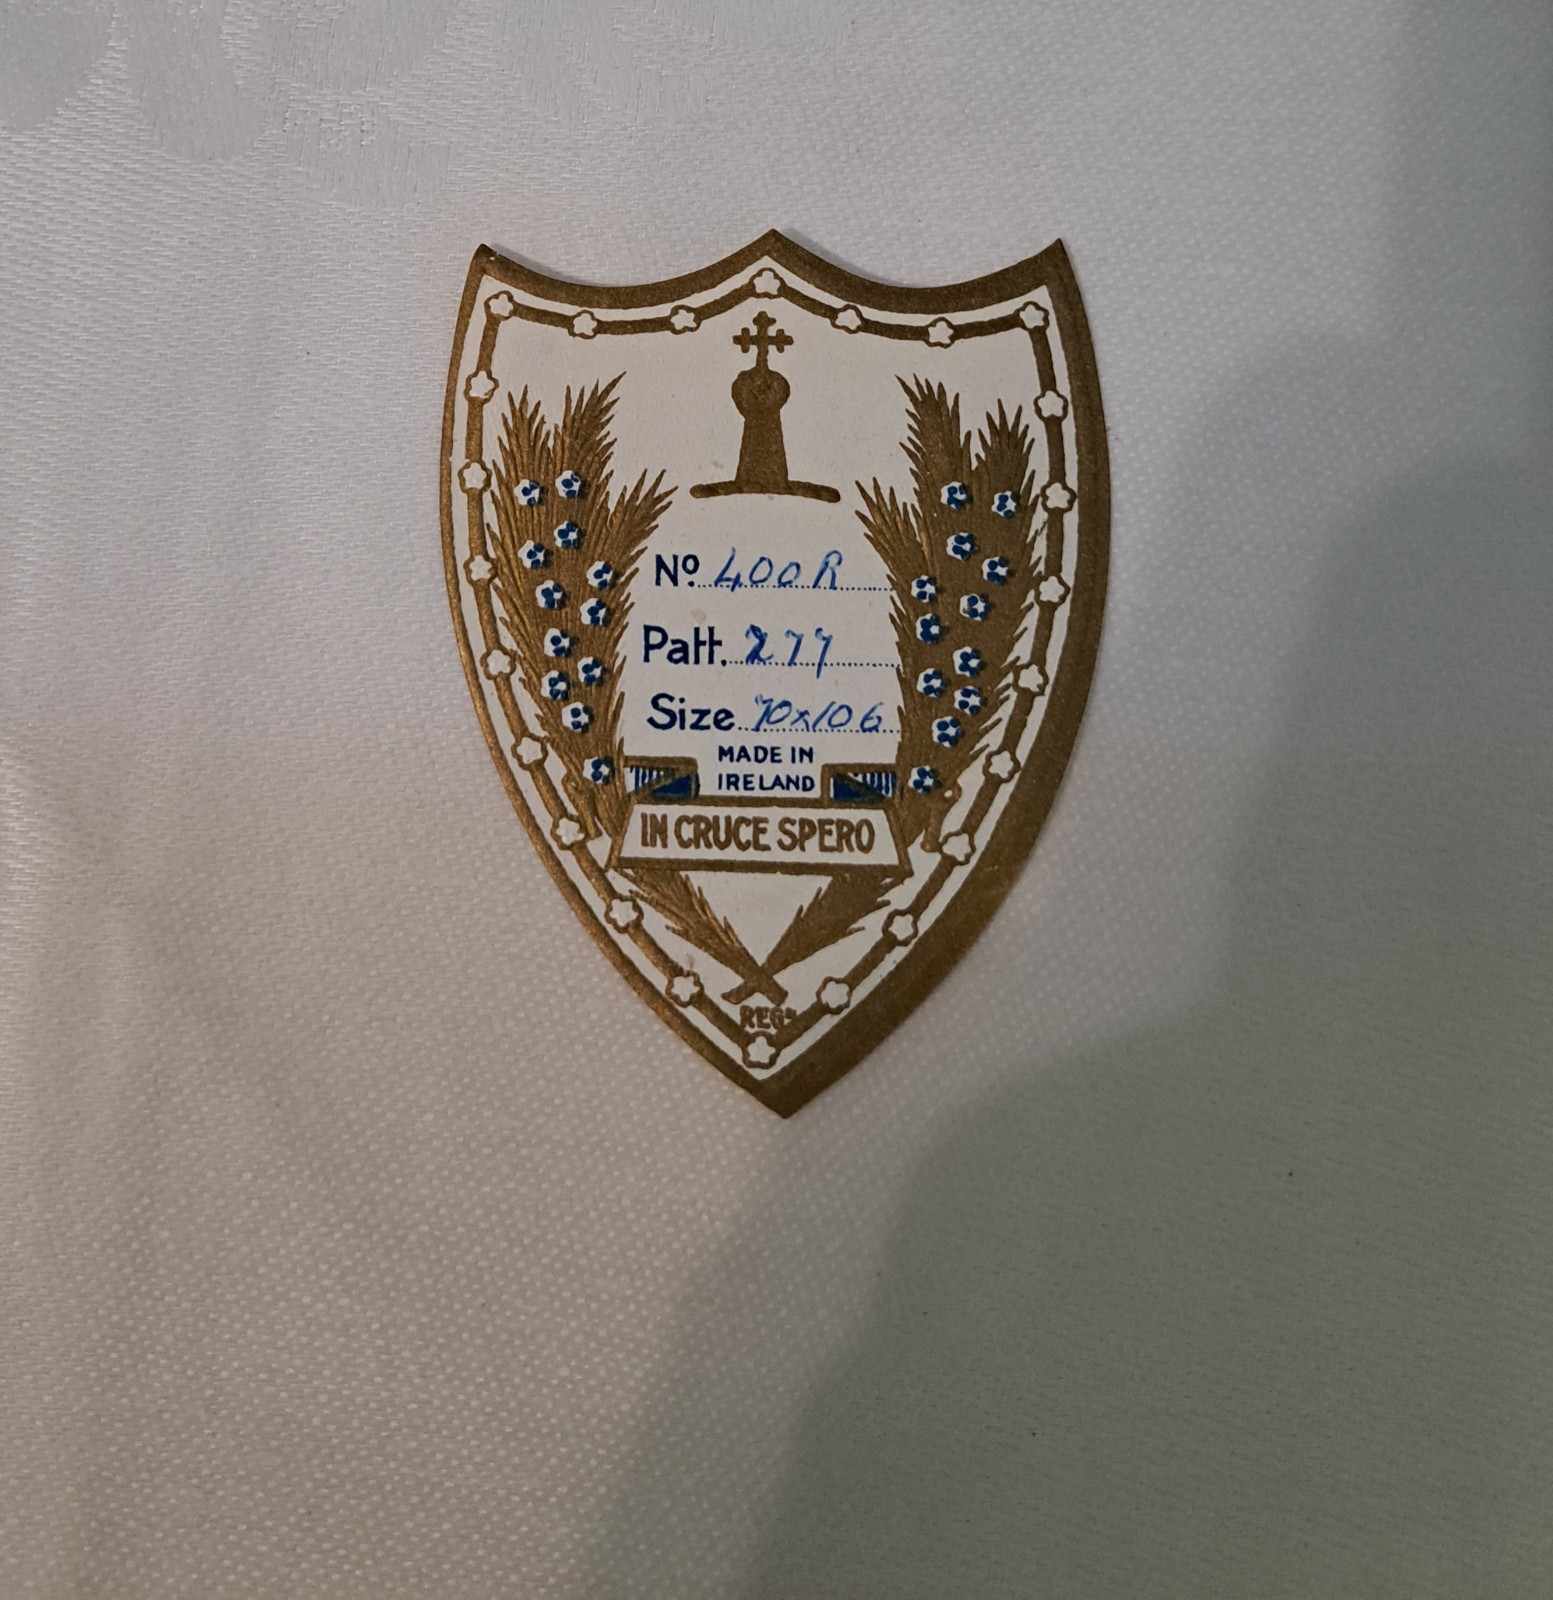 Nº 400R
Patt. 277
Size 70x106
MADE IN
IRELAND
IN CRUCE SPERO
REGD